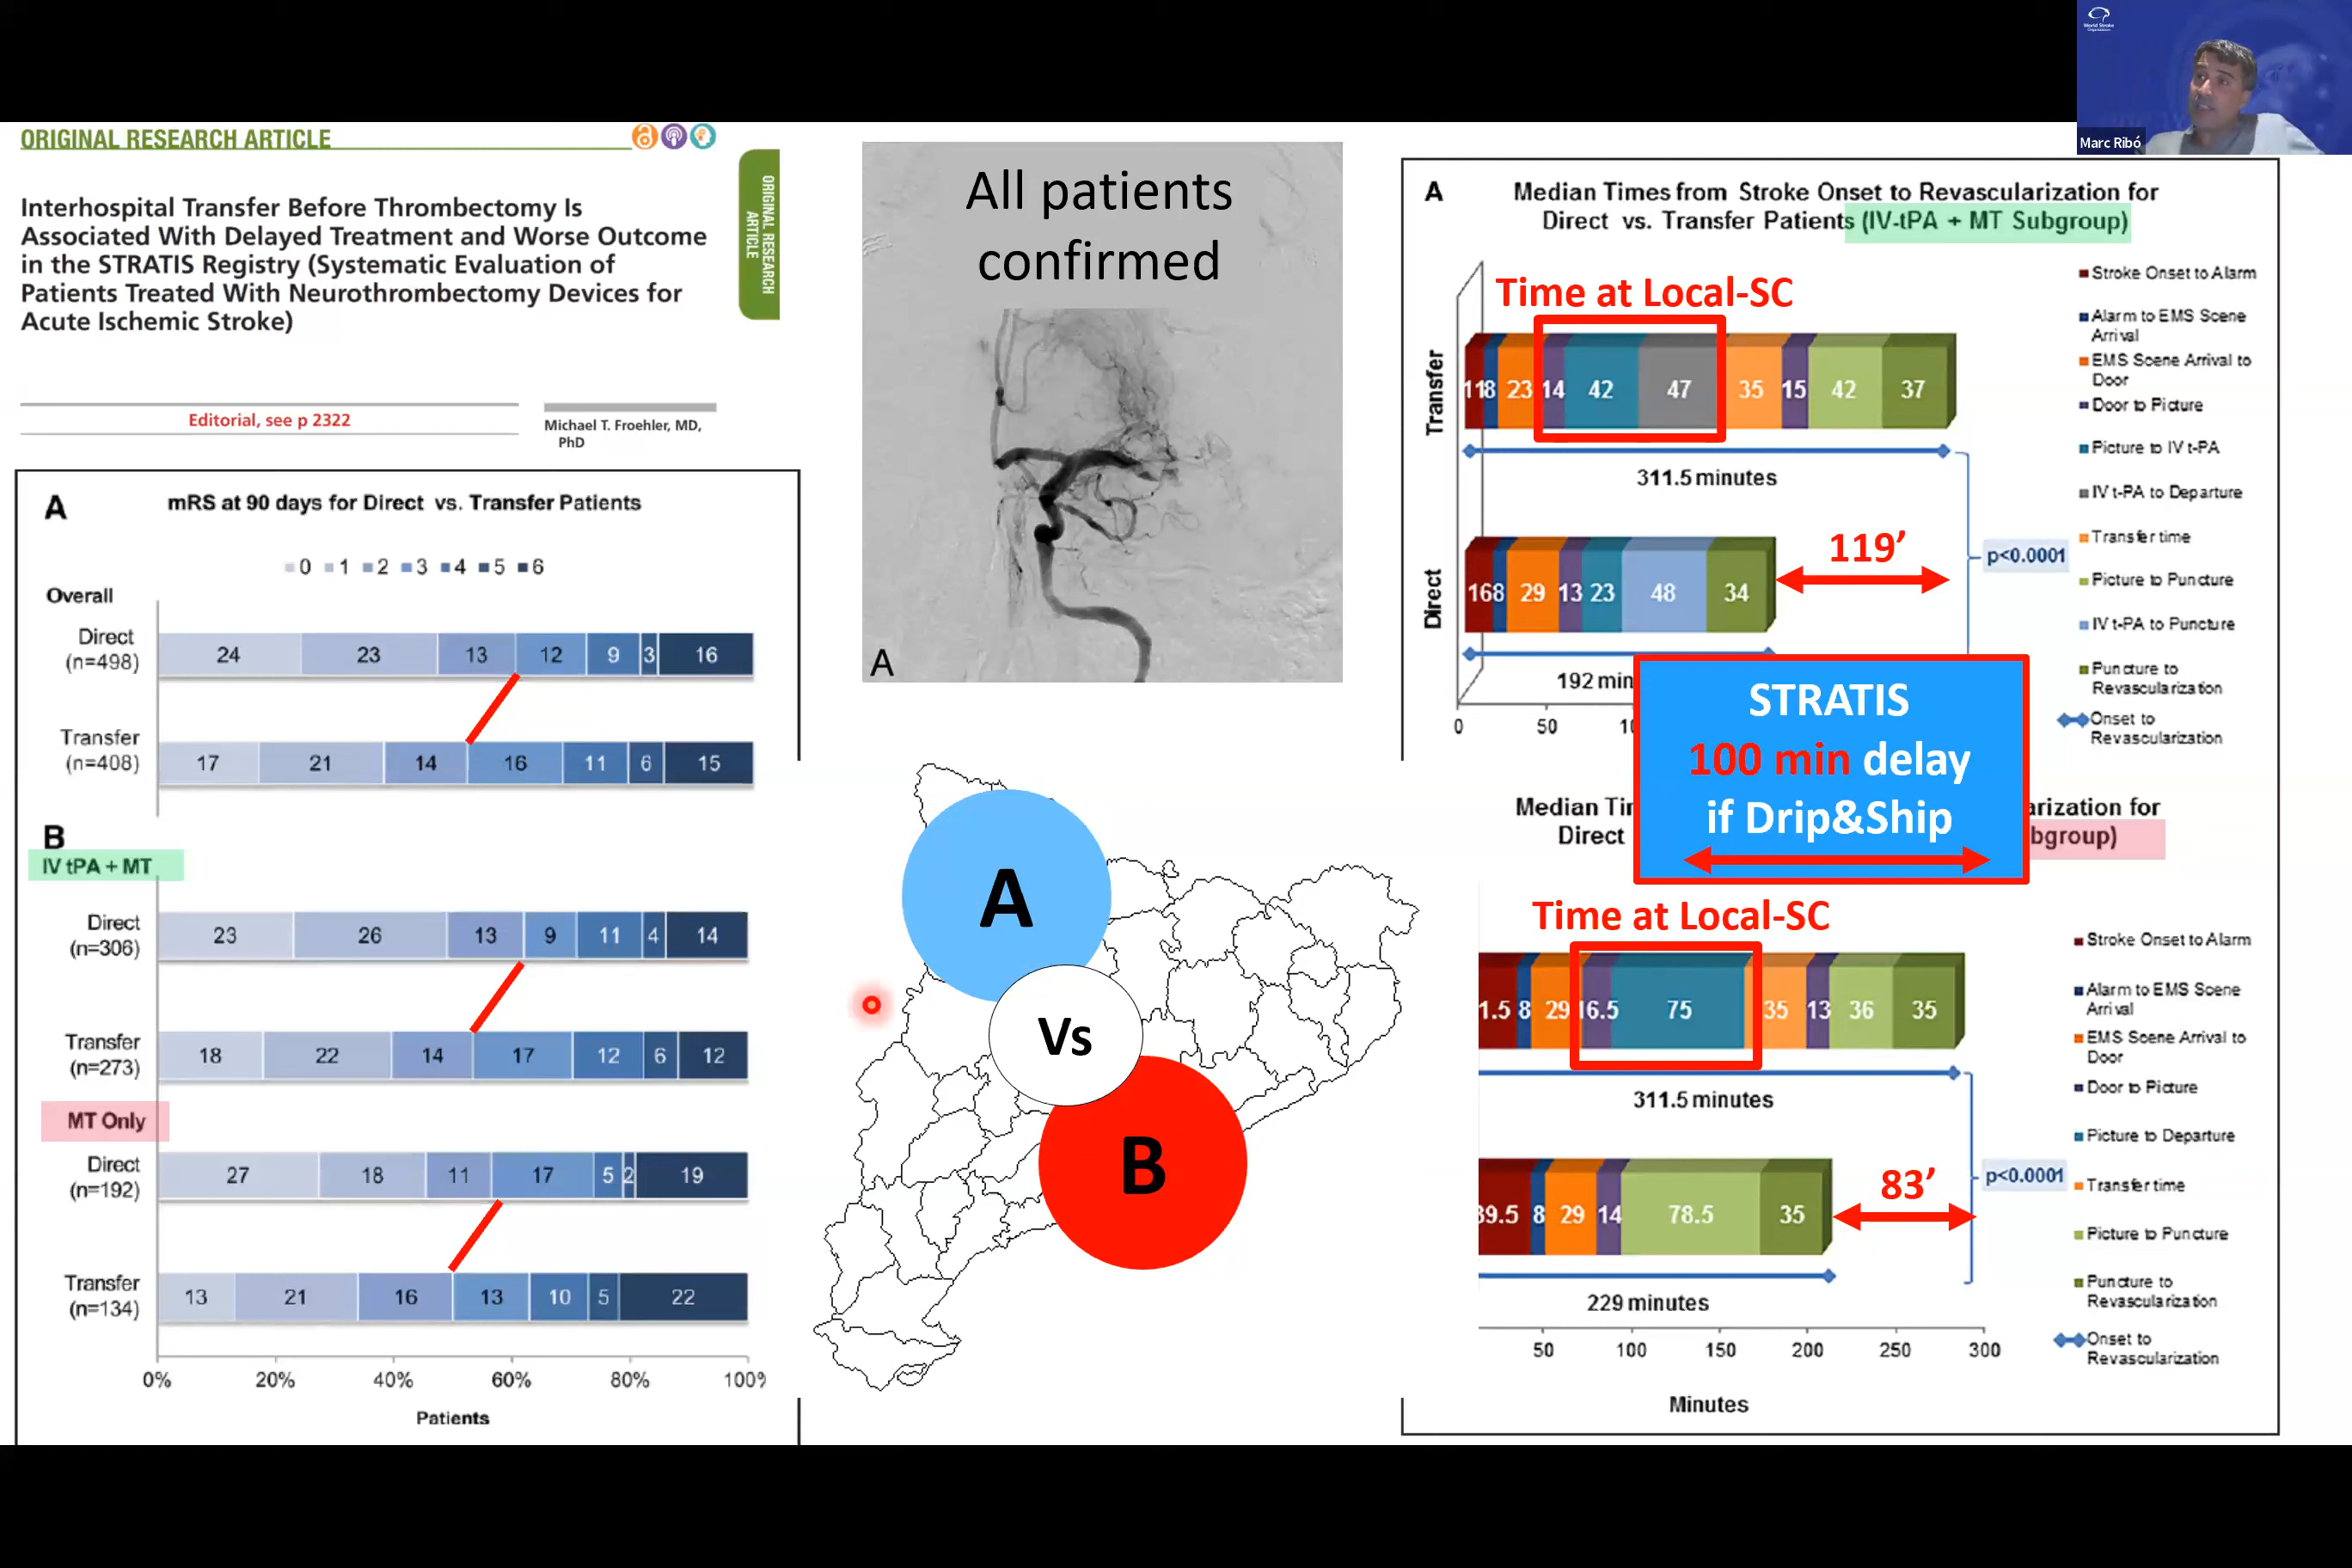 World Stroke
Organization
Marc Ribó
ORIGINAL RESEARCH ARTICLE
ORIGINAL RESEARCH
ARTICLE
Interhospital Transfer Before Thrombectomy Is
Associated With Delayed Treatment and Worse Outcome
in the STRATIS Registry (Systematic Evaluation of
Patients Treated With Neurothrombectomy Devices for
Acute Ischemic Stroke)
Editorial, see p 2322
Michael T. Froehler, MD,
PhD
A
mRS at 90 days for Direct vs. Transfer Patients
0 1 2 3 4 5 6
Overall
Direct
(n=498)
24 23 13 12 9 3 16
Transfer
(n=408)
17 21 14 16 11 6 15
B
IV tPA + MT
Direct
(n=306)
23 26 13 9 11 4 14
Transfer
(n=273)
18 22 14 17 12 6 12
MT Only
Direct
(n=192)
27 18 11 17 5 2 19
Transfer
(n=134)
13 21 16 13 10 5 22
0% 20% 40% 60% 80% 100%
Patients
All patients
confirmed
A
A
Vs
B
A
Median Times from Stroke Onset to Revascularization for
Direct vs. Transfer Patients (IV-tPA + MT Subgroup)
Time at Local-SC
Transfer
11 8 23 14 42 47 35 15 42 37
311.5 minutes
Direct
16 8 29 13 23 48 34
119’
p<0.0001
192 min
0 50 10
Stroke Onset to Alarm
Alarm to EMS Scene
Arrival
EMS Scene Arrival to
Door
Door to Picture
Picture to IV t-PA
IV t-PA to Departure
Transfer time
Picture to Puncture
IV t-PA to Puncture
Puncture to
Revascularization
Onset to
Revascularization
STRATIS
100 min delay
if Drip&Ship
Median Tim
arization for
Direct
bgroup)
Time at Local-SC
1.5 8 29 16.5 75 35 13 36 35
311.5 minutes
39.5 8 29 14 78.5 35
83’
p<0.0001
229 minutes
50 100 150 200 250 300
Minutes
Stroke Onset to Alarm
Alarm to EMS Scene
Arrival
EMS Scene Arrival to
Door
Door to Picture
Picture to Departure
Transfer time
Picture to Puncture
Puncture to
Revascularization
Onset to
Revascularization